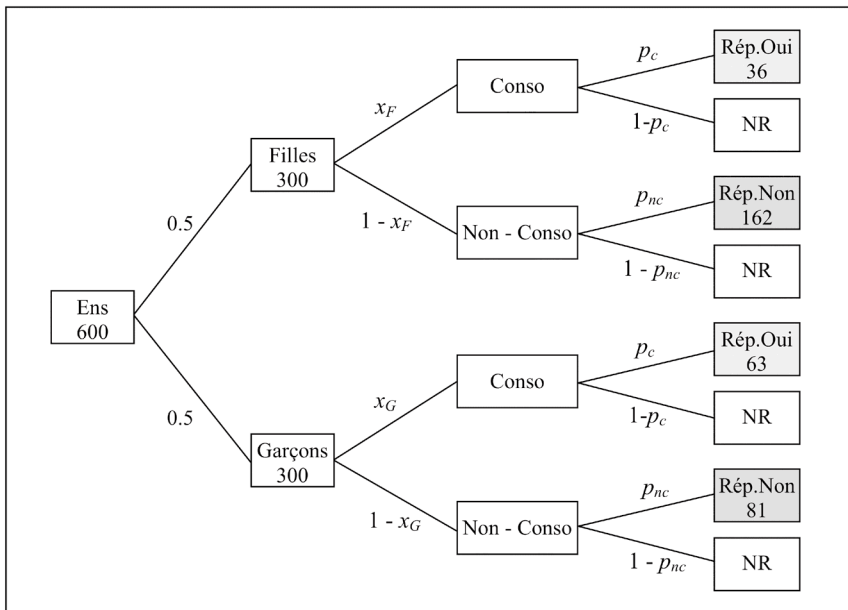 p_c
Rép.Oui
36
x_F
Conso
1-p_c
NR
Filles
300
p_nc
Rép.Non
162
0.5
1 - x_F
Non - Conso
1 - p_nc
NR
Ens
600
p_c
Rép.Oui
63
x_G
Conso
0.5
1-p_c
NR
Garçons
300
p_nc
Rép.Non
81
1 - x_G
Non - Conso
1 - p_nc
NR